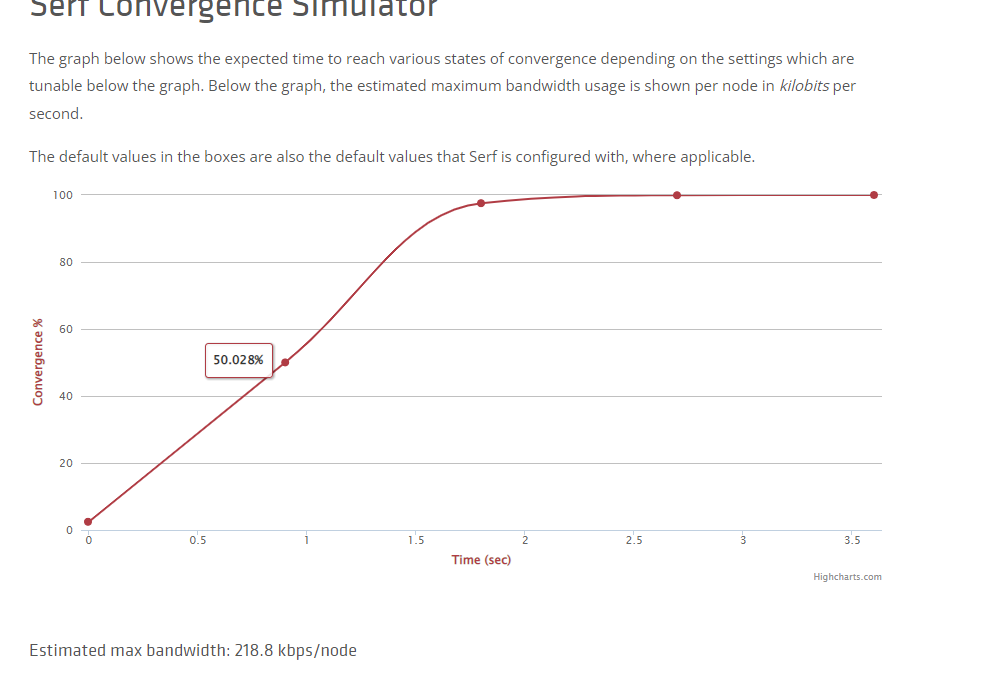 Serf Convergence Simulator
The graph below shows the expected time to reach various states of convergence depending on the settings which are
tunable below the graph. Below the graph, the estimated maximum bandwidth usage is shown per node in kilobits per
second.
The default values in the boxes are also the default values that Serf is configured with, where applicable.
100
80
60
50.028%
40
20
0
Convergence %
0 0.5 1 1.5 2 2.5 3 3.5
Time (sec)
Highcharts.com
Estimated max bandwidth: 218.8 kbps/node